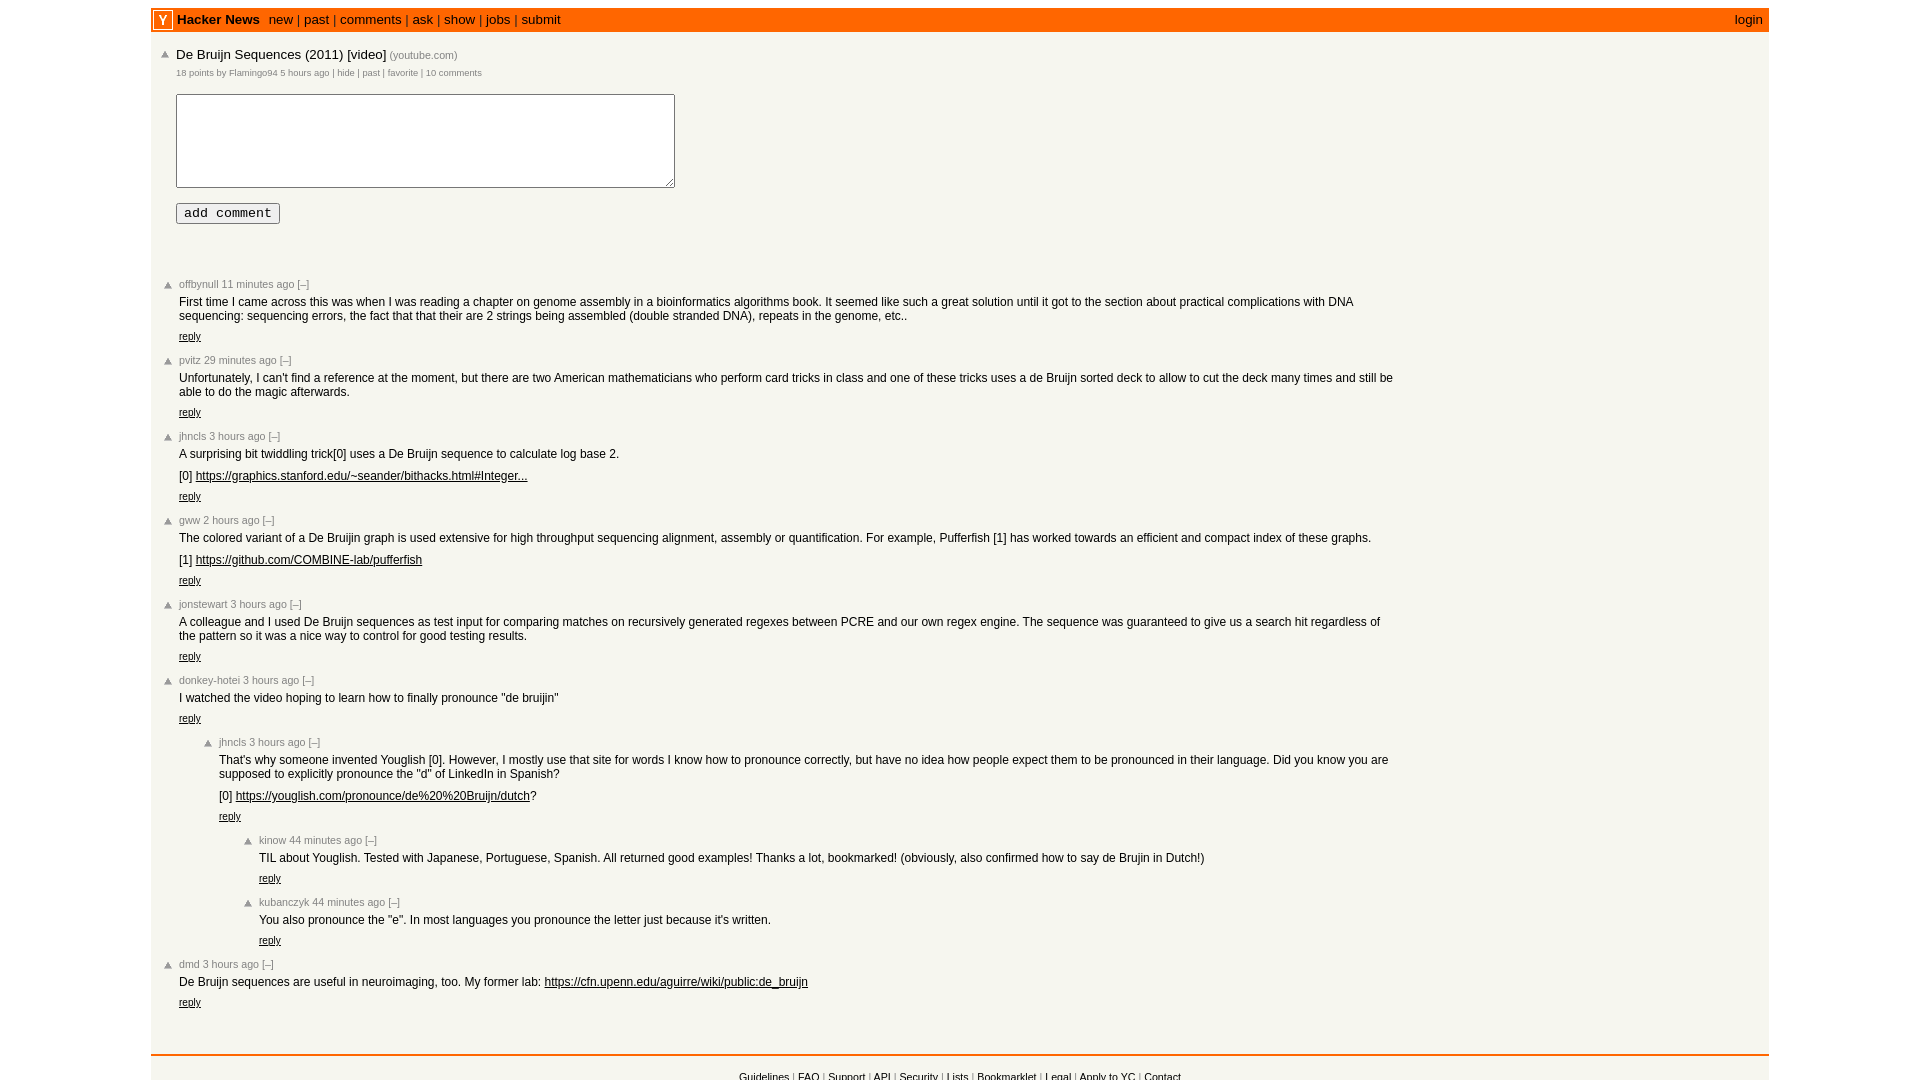 Y Hacker News new | past | comments | ask | show | jobs | submit login
De Bruijn Sequences (2011) [video] (youtube.com)
18 points by Flamingo94 5 hours ago | hide | past | favorite | 10 comments
add comment
offbynull 11 minutes ago [–]
First time I came across this was when I was reading a chapter on genome assembly in a bioinformatics algorithms book. It seemed like such a great solution until it got to the section about practical complications with DNA
sequencing: sequencing errors, the fact that that their are 2 strings being assembled (double stranded DNA), repeats in the genome, etc..
reply
pvitz 29 minutes ago [–]
Unfortunately, I can't find a reference at the moment, but there are two American mathematicians who perform card tricks in class and one of these tricks uses a de Bruijn sorted deck to allow to cut the deck many times and still be
able to do the magic afterwards.
reply
jhncls 3 hours ago [–]
A surprising bit twiddling trick[0] uses a De Bruijn sequence to calculate log base 2.
[0] https://graphics.stanford.edu/~seander/bithacks.html#Integer...
reply
gww 2 hours ago [–]
The colored variant of a De Bruijin graph is used extensive for high throughput sequencing alignment, assembly or quantification. For example, Pufferfish [1] has worked towards an efficient and compact index of these graphs.
[1] https://github.com/COMBINE-lab/pufferfish
reply
jonstewart 3 hours ago [–]
A colleague and I used De Bruijn sequences as test input for comparing matches on recursively generated regexes between PCRE and our own regex engine. The sequence was guaranteed to give us a search hit regardless of
the pattern so it was a nice way to control for good testing results.
reply
donkey-hotei 3 hours ago [–]
I watched the video hoping to learn how to finally pronounce "de bruijin"
reply
jhncls 3 hours ago [–]
That's why someone invented Youglish [0]. However, I mostly use that site for words I know how to pronounce correctly, but have no idea how people expect them to be pronounced in their language. Did you know you are
supposed to explicitly pronounce the "d" of LinkedIn in Spanish?
[0] https://youglish.com/pronounce/de%20%20Bruijn/dutch?
reply
kinow 44 minutes ago [–]
TIL about Youglish. Tested with Japanese, Portuguese, Spanish. All returned good examples! Thanks a lot, bookmarked! (obviously, also confirmed how to say de Brujin in Dutch!)
reply
kubanczyk 44 minutes ago [–]
You also pronounce the "e". In most languages you pronounce the letter just because it's written.
reply
dmd 3 hours ago [–]
De Bruijn sequences are useful in neuroimaging, too. My former lab: https://cfn.upenn.edu/aguirre/wiki/public:de_bruijn
reply
Guidelines | FAQ | Support | API | Security | Lists | Bookmarklet | Legal | Apply to YC | Contact